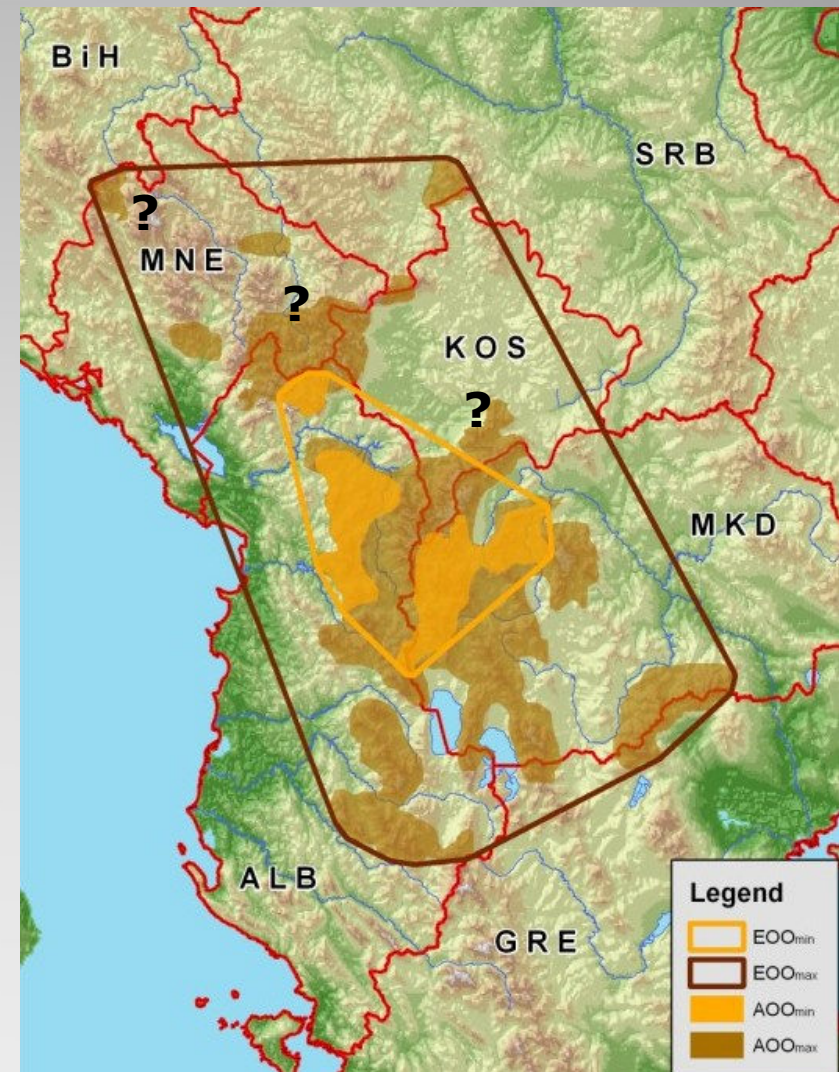 BiH
SRB
?
MNE
?
KOS
?
MKD
ALB
GRE
Legend
EOOmin
EOOmax
AOOmin
AOOmax